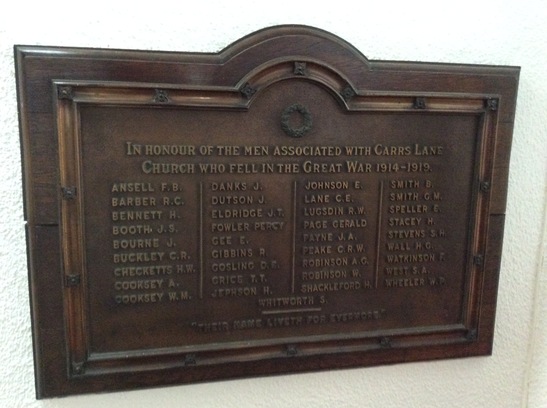 IN HONOUR OF THE MEN ASSOCIATED WITH CARRS LANE
CHURCH WHO FELL IN THE GREAT WAR 1914-1919.
ANSELL F.B.
BARBER R.C.
BENNETT H.
BOOTH J.S.
BOURNE J.
BUCKLEY C.R.
CHECKETTS H.W.
COOKSEY A.
COOKSEY W.M.
DANKS J.
DUTSON J.
ELDRIDGE J.T.
FOWLER PERCY
GEE E.
GIBBINS R.
GOSLING D.E.
GRICE T.T.
JEPHSON H.
JOHNSON E.
LANE C.E.
LUGSDIN R.W.
PAGE GERALD
PAYNE J.A.
PEAKE C.R.W.
ROBINSON A.G.
ROBINSON W.
SHACKLEFORD H.
SMITH B.
SMITH O.M.
SPELLER E.
STACEY H.
STEVENS S.H.
WALL H.G.
WATKINSON F.
WEST S.A.
WHEELER W.P.
WHITWORTH S.
"THEIR NAME LIVETH FOR EVERMORE"